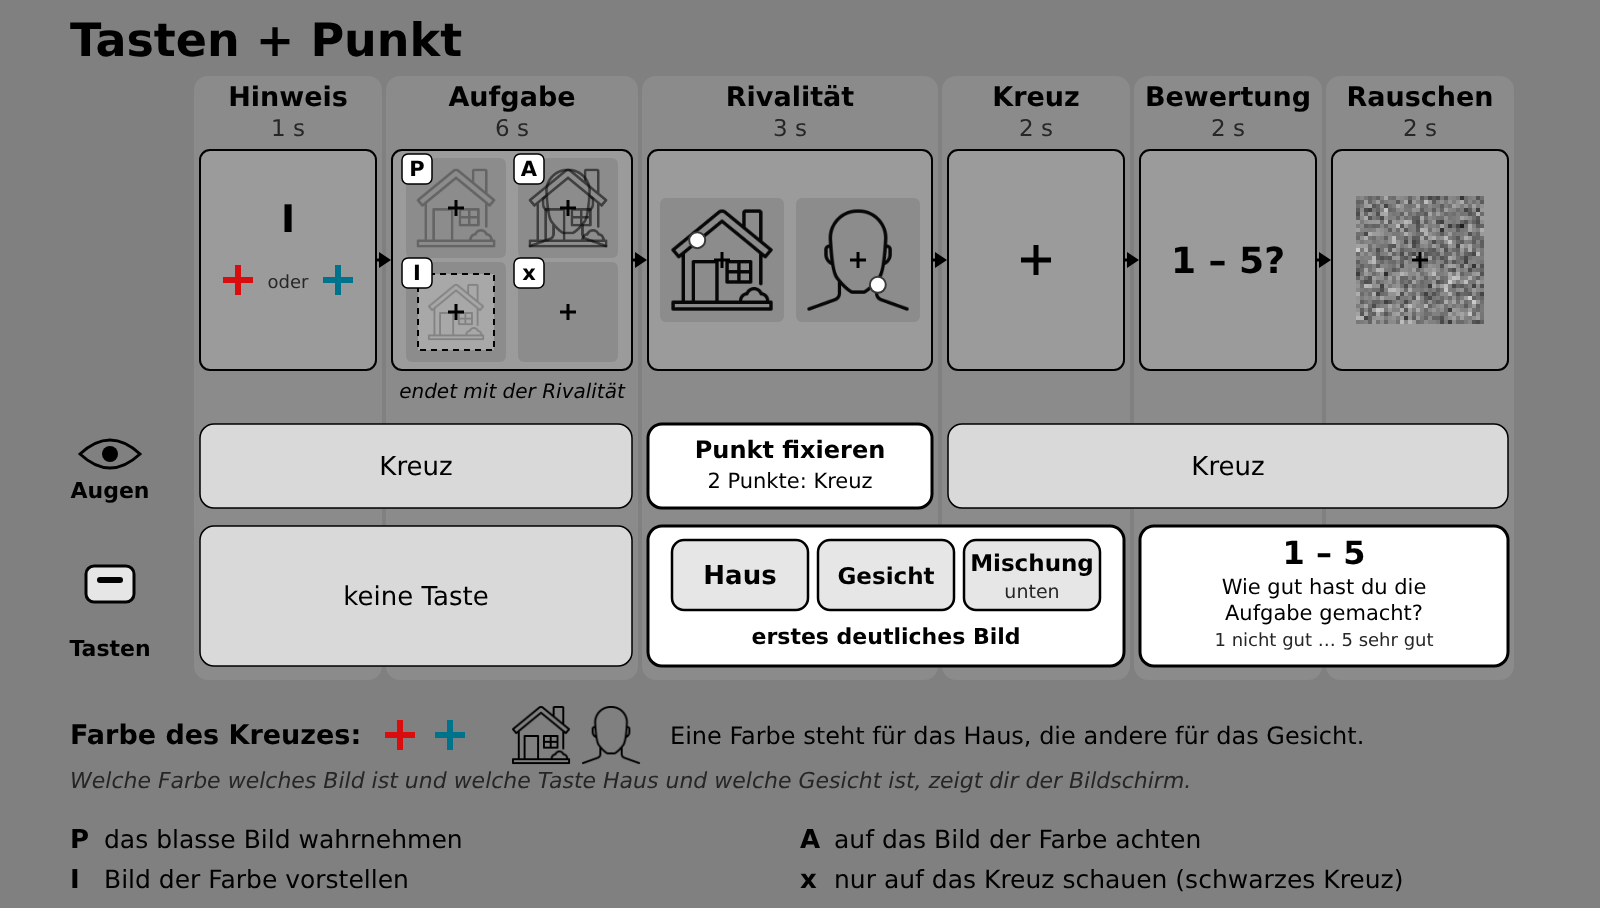 Tasten + Punkt
Hinweis
1 s
Aufgabe
6 s
Rivalität
3 s
Kreuz
2 s
Bewertung
2 s
Rauschen
2 s
I
oder
P
A
I
x
1 – 5?
endet mit der Rivalität
Augen
Kreuz
Punkt fixieren
2 Punkte: Kreuz
Kreuz
Tasten
keine Taste
Haus
Gesicht
Mischung
unten
erstes deutliches Bild
1 – 5
Wie gut hast du die
Aufgabe gemacht?
1 nicht gut … 5 sehr gut
Farbe des Kreuzes:
Eine Farbe steht für das Haus, die andere für das Gesicht.
Welche Farbe welches Bild ist und welche Taste Haus und welche Gesicht ist, zeigt dir der Bildschirm.
P das blasse Bild wahrnehmen
A auf das Bild der Farbe achten
I Bild der Farbe vorstellen
x nur auf das Kreuz schauen (schwarzes Kreuz)